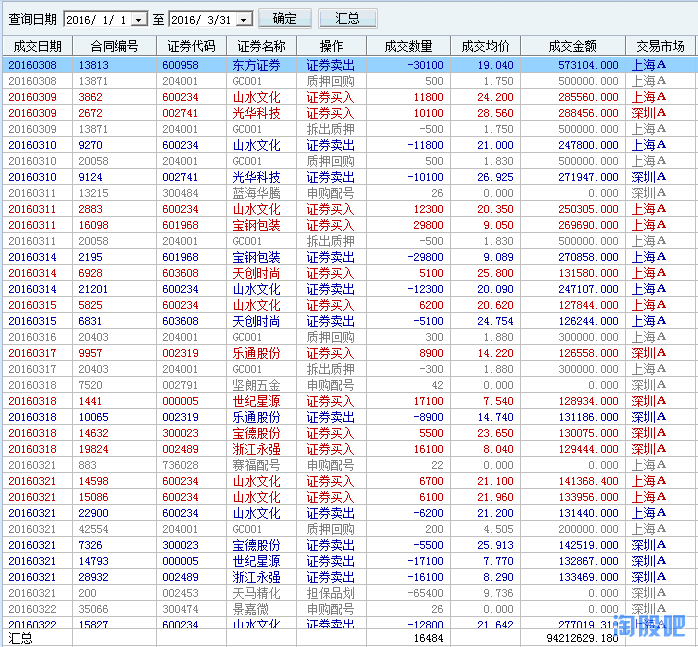 查询日期 2016/ 1/ 1 至 2016/ 3/31 确定 汇总
成交日期 合同编号 证券代码 证券名称 操作 成交数量 成交均价 成交金额 交易市场
20160308 13813 600958 东方证券 证券卖出 -30100 19.040 573104.000 上海A
20160308 13871 204001 GC001 质押回购 500 1.750 500000.000 上海A
20160309 3862 600234 山水文化 证券买入 11800 24.200 285560.000 上海A
20160309 2672 002741 光华科技 证券买入 10100 28.560 288456.000 深圳A
20160309 13871 204001 GC001 拆出质押 -500 1.750 500000.000 上海A
20160310 9270 600234 山水文化 证券卖出 -11800 21.000 247800.000 上海A
20160310 20058 204001 GC001 质押回购 500 1.830 500000.000 上海A
20160310 9124 002741 光华科技 证券卖出 -10100 26.925 271947.000 深圳A
20160311 13215 300484 蓝海华腾 申购配号 26 0.000 0.000 深圳A
20160311 2883 600234 山水文化 证券买入 12300 20.350 250305.000 上海A
20160311 16098 601968 宝钢包装 证券买入 29800 9.050 269690.000 上海A
20160311 20058 204001 GC001 拆出质押 -500 1.830 500000.000 上海A
20160314 2195 601968 宝钢包装 证券卖出 -29800 9.089 270858.000 上海A
20160314 6928 603608 天创时尚 证券买入 5100 25.800 131580.000 上海A
20160314 21201 600234 山水文化 证券卖出 -12300 20.090 247107.000 上海A
20160315 5825 600234 山水文化 证券买入 6200 20.620 127844.000 上海A
20160315 6831 603608 天创时尚 证券卖出 -5100 24.754 126244.000 上海A
20160316 20403 204001 GC001 质押回购 300 1.880 300000.000 上海A
20160317 9957 002319 乐通股份 证券买入 8900 14.220 126558.000 深圳A
20160317 20403 204001 GC001 拆出质押 -300 1.880 300000.000 上海A
20160318 7520 002791 坚朗五金 申购配号 42 0.000 0.000 深圳A
20160318 1441 000005 世纪星源 证券买入 17100 7.540 128934.000 深圳A
20160318 10065 002319 乐通股份 证券卖出 -8900 14.740 131186.000 深圳A
20160318 14632 300023 宝德股份 证券买入 5500 23.650 130075.000 深圳A
20160318 19824 002489 浙江永强 证券买入 16100 8.040 129444.000 深圳A
20160321 883 736028 赛福配号 申购配号 22 0.000 0.000 上海A
20160321 14598 600234 山水文化 证券买入 6700 21.100 141368.400 上海A
20160321 15086 600234 山水文化 证券买入 6100 21.960 133956.000 上海A
20160321 22900 600234 山水文化 证券卖出 -6200 21.200 131440.000 上海A
20160321 42554 204001 GC001 质押回购 200 4.505 200000.000 上海A
20160321 7326 300023 宝德股份 证券卖出 -5500 25.913 142519.000 深圳A
20160321 14793 000005 世纪星源 证券卖出 -17100 7.770 132867.000 深圳A
20160321 28932 002489 浙江永强 证券卖出 -16100 8.290 133469.000 深圳A
20160321 200 002453 天马精化 担保品划 -65400 9.736 0.000 深圳A
20160322 35066 300474 景嘉微 申购配号 26 0.000 0.000 深圳A
20160322 15827 600234 山水文化 证券卖出 -12800 21.642 上海A
汇总 16484 94212629.180
淘股吧